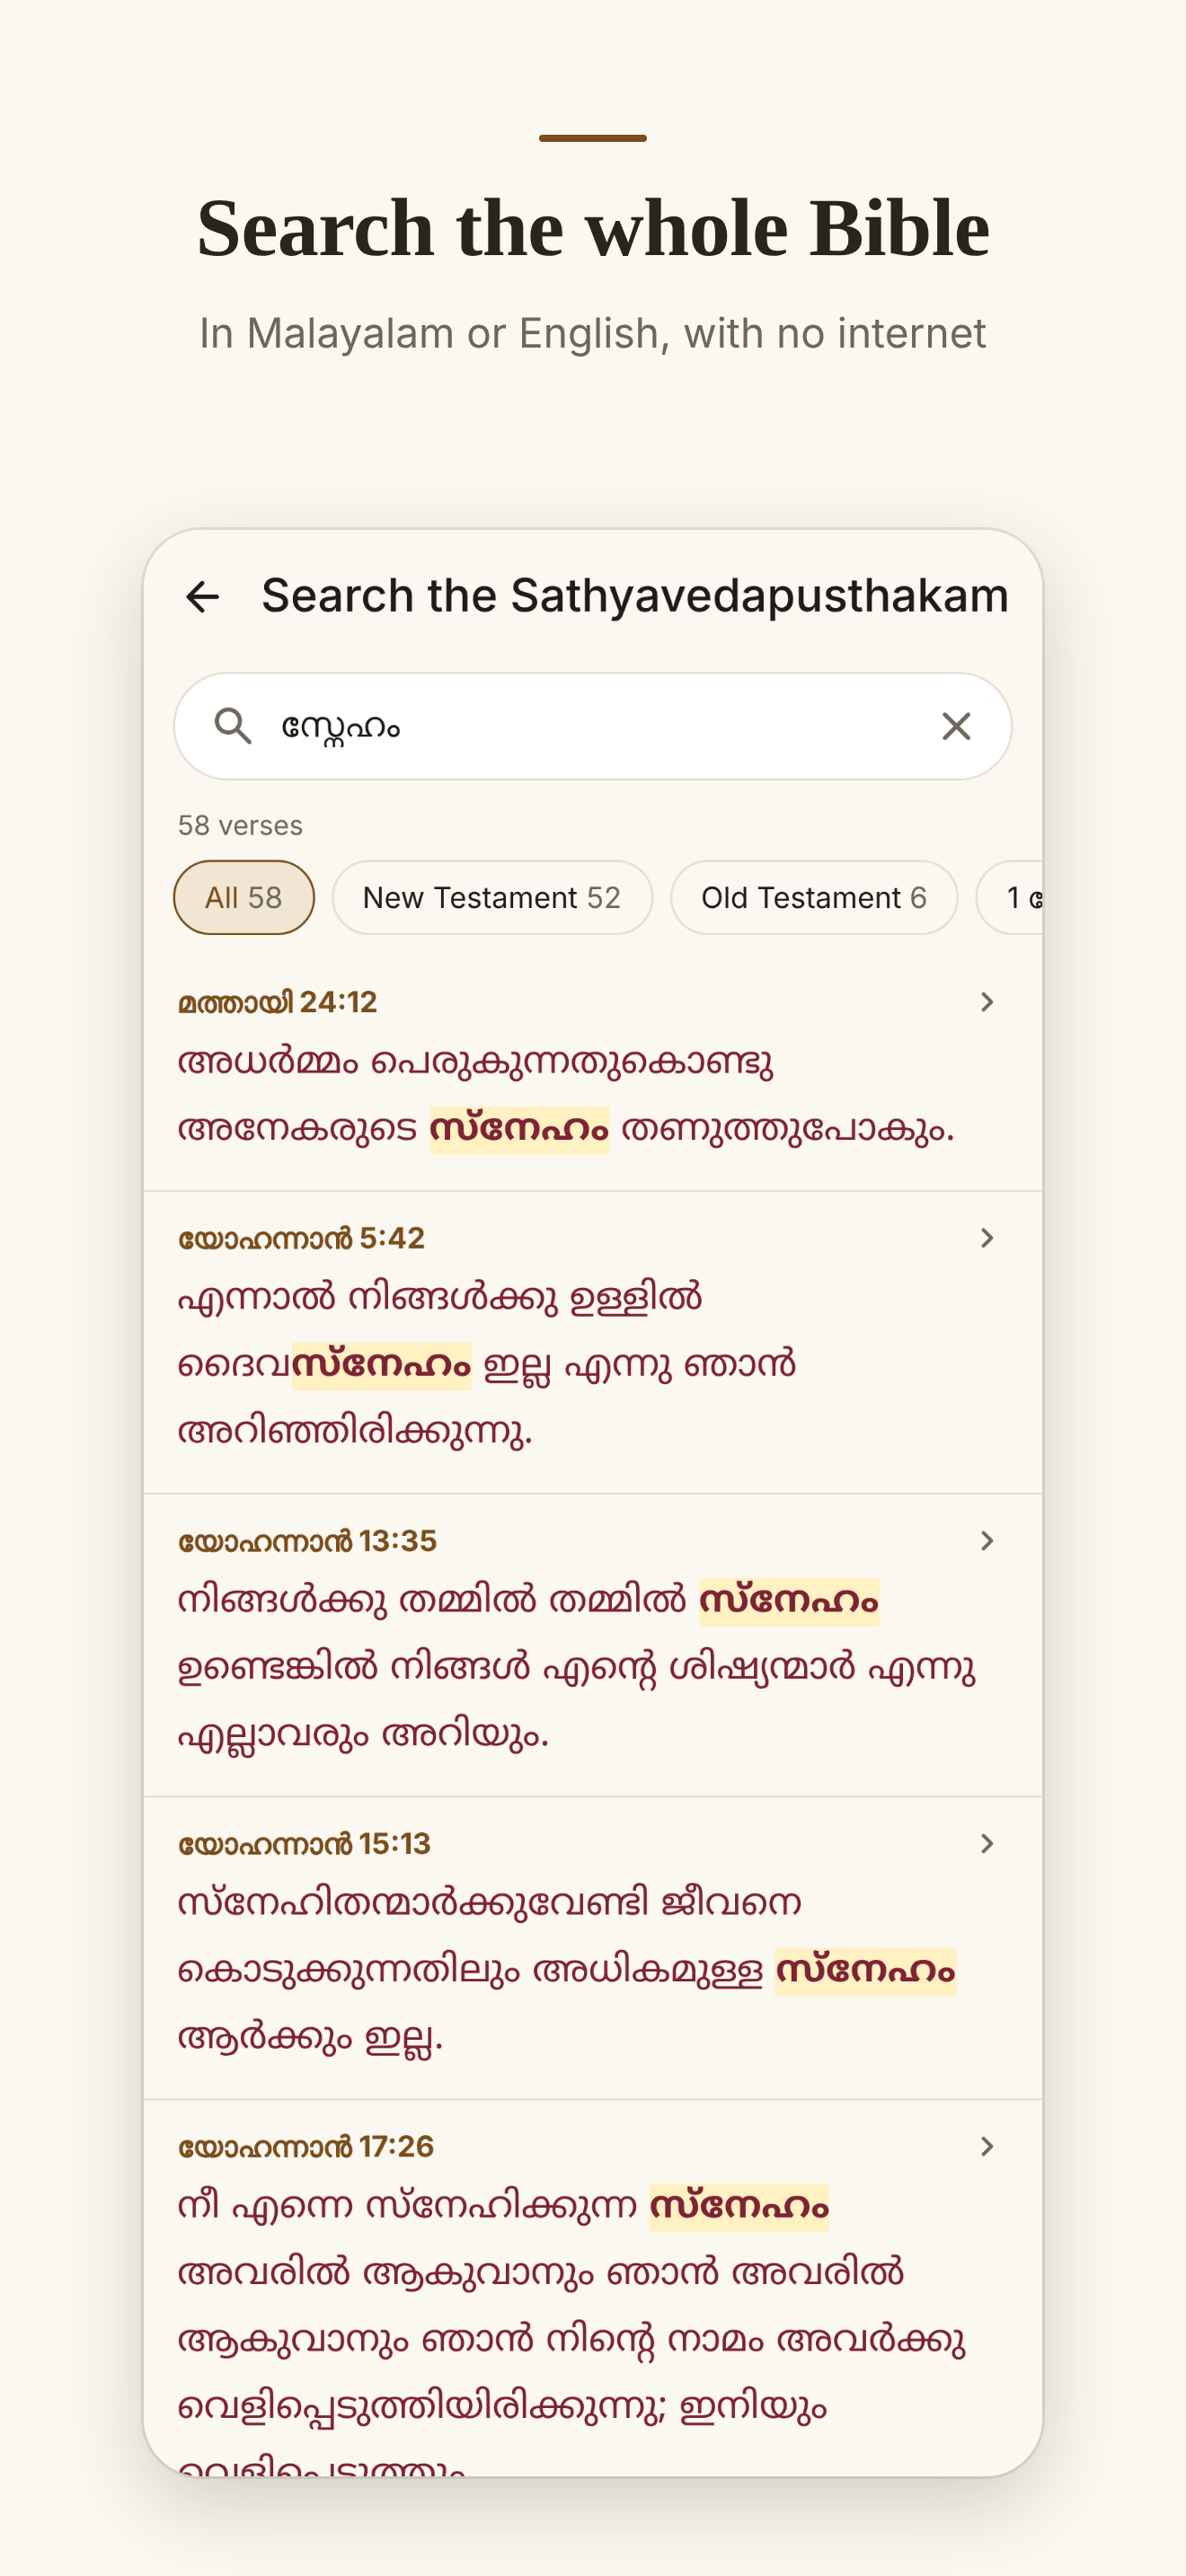 Search the whole Bible
In Malayalam or English, with no internet
Search the Sathyavedapusthakam
സ്നേഹം
58 verses
All 58
New Testament 52
Old Testament 6
1
മത്തായി 24:12
അധർമ്മം പെരുകുന്നതുകൊണ്ടു
അനേകരുടെ സ്നേഹം തണുത്തുപോകും.
യോഹന്നാൻ 5:42
എന്നാൽ നിങ്ങൾക്കു ഉള്ളിൽ
ദൈവസ്നേഹം ഇല്ല എന്നു ഞാൻ
അറിഞ്ഞിരിക്കുന്നു.
യോഹന്നാൻ 13:35
നിങ്ങൾക്കു തമ്മിൽ തമ്മിൽ സ്നേഹം
ഉണ്ടെങ്കിൽ നിങ്ങൾ എന്റെ ശിഷ്യന്മാർ എന്നു
എല്ലാവരും അറിയും.
യോഹന്നാൻ 15:13
സ്നേഹിതന്മാർക്കുവേണ്ടി ജീവനെ
കൊടുക്കുന്നതിലും അധികമുള്ള സ്നേഹം
ആർക്കും ഇല്ല.
യോഹന്നാൻ 17:26
നീ എന്നെ സ്നേഹിക്കുന്ന സ്നേഹം
അവരിൽ ആകുവാനും ഞാൻ അവരിൽ
ആകുവാനും ഞാൻ നിന്റെ നാമം അവർക്കു
വെളിപ്പെടുത്തിയിരിക്കുന്നു; ഇനിയും